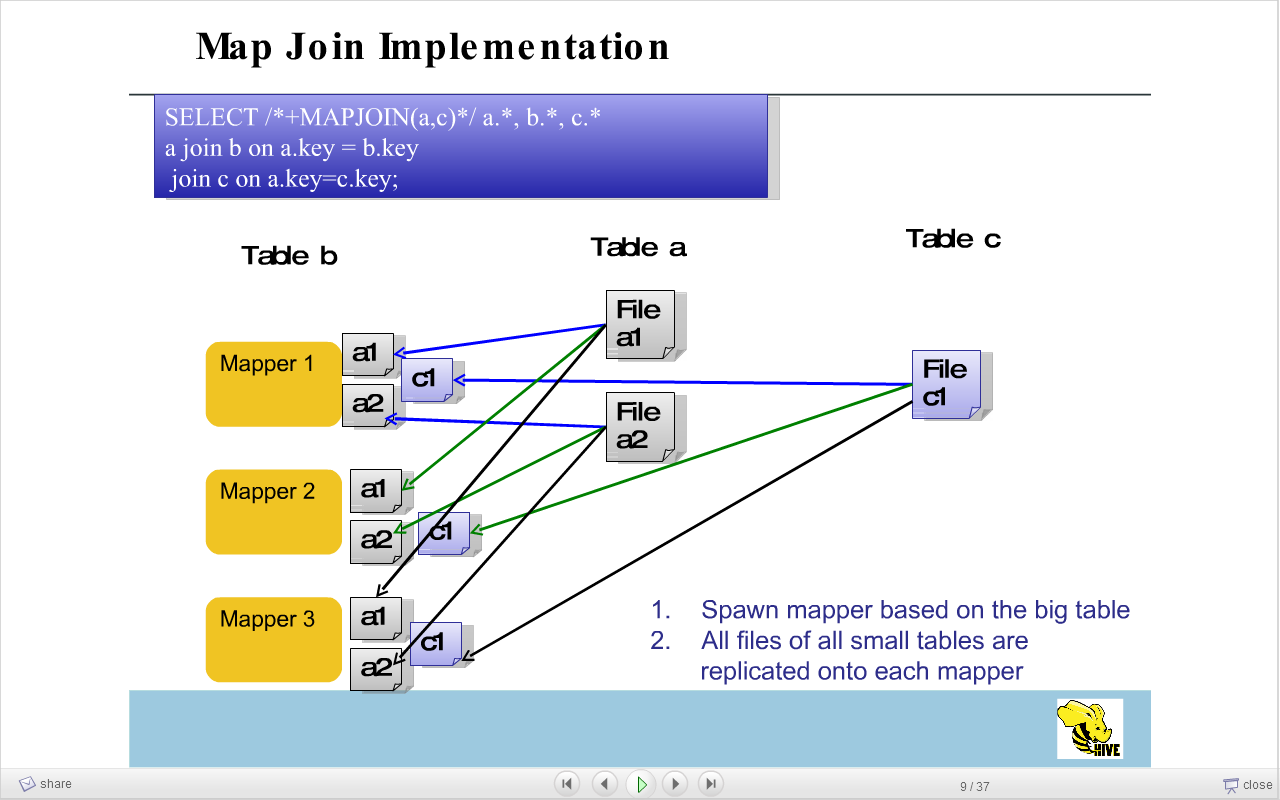 Map Join Implementation
SELECT /*+MAPJOIN(a,c)*/ a.*, b.*, c.*
a join b on a.key = b.key
join c on a.key=c.key;
Table b
Table a
Table c
File
a1
File
a2
File
c1
Mapper 1
a1
c1
a2
Mapper 2
a1
a2
c1
Mapper 3
a1
c1
a2
1. Spawn mapper based on the big table
2. All files of all small tables are
replicated onto each mapper
HIVE
share
9 / 37
close